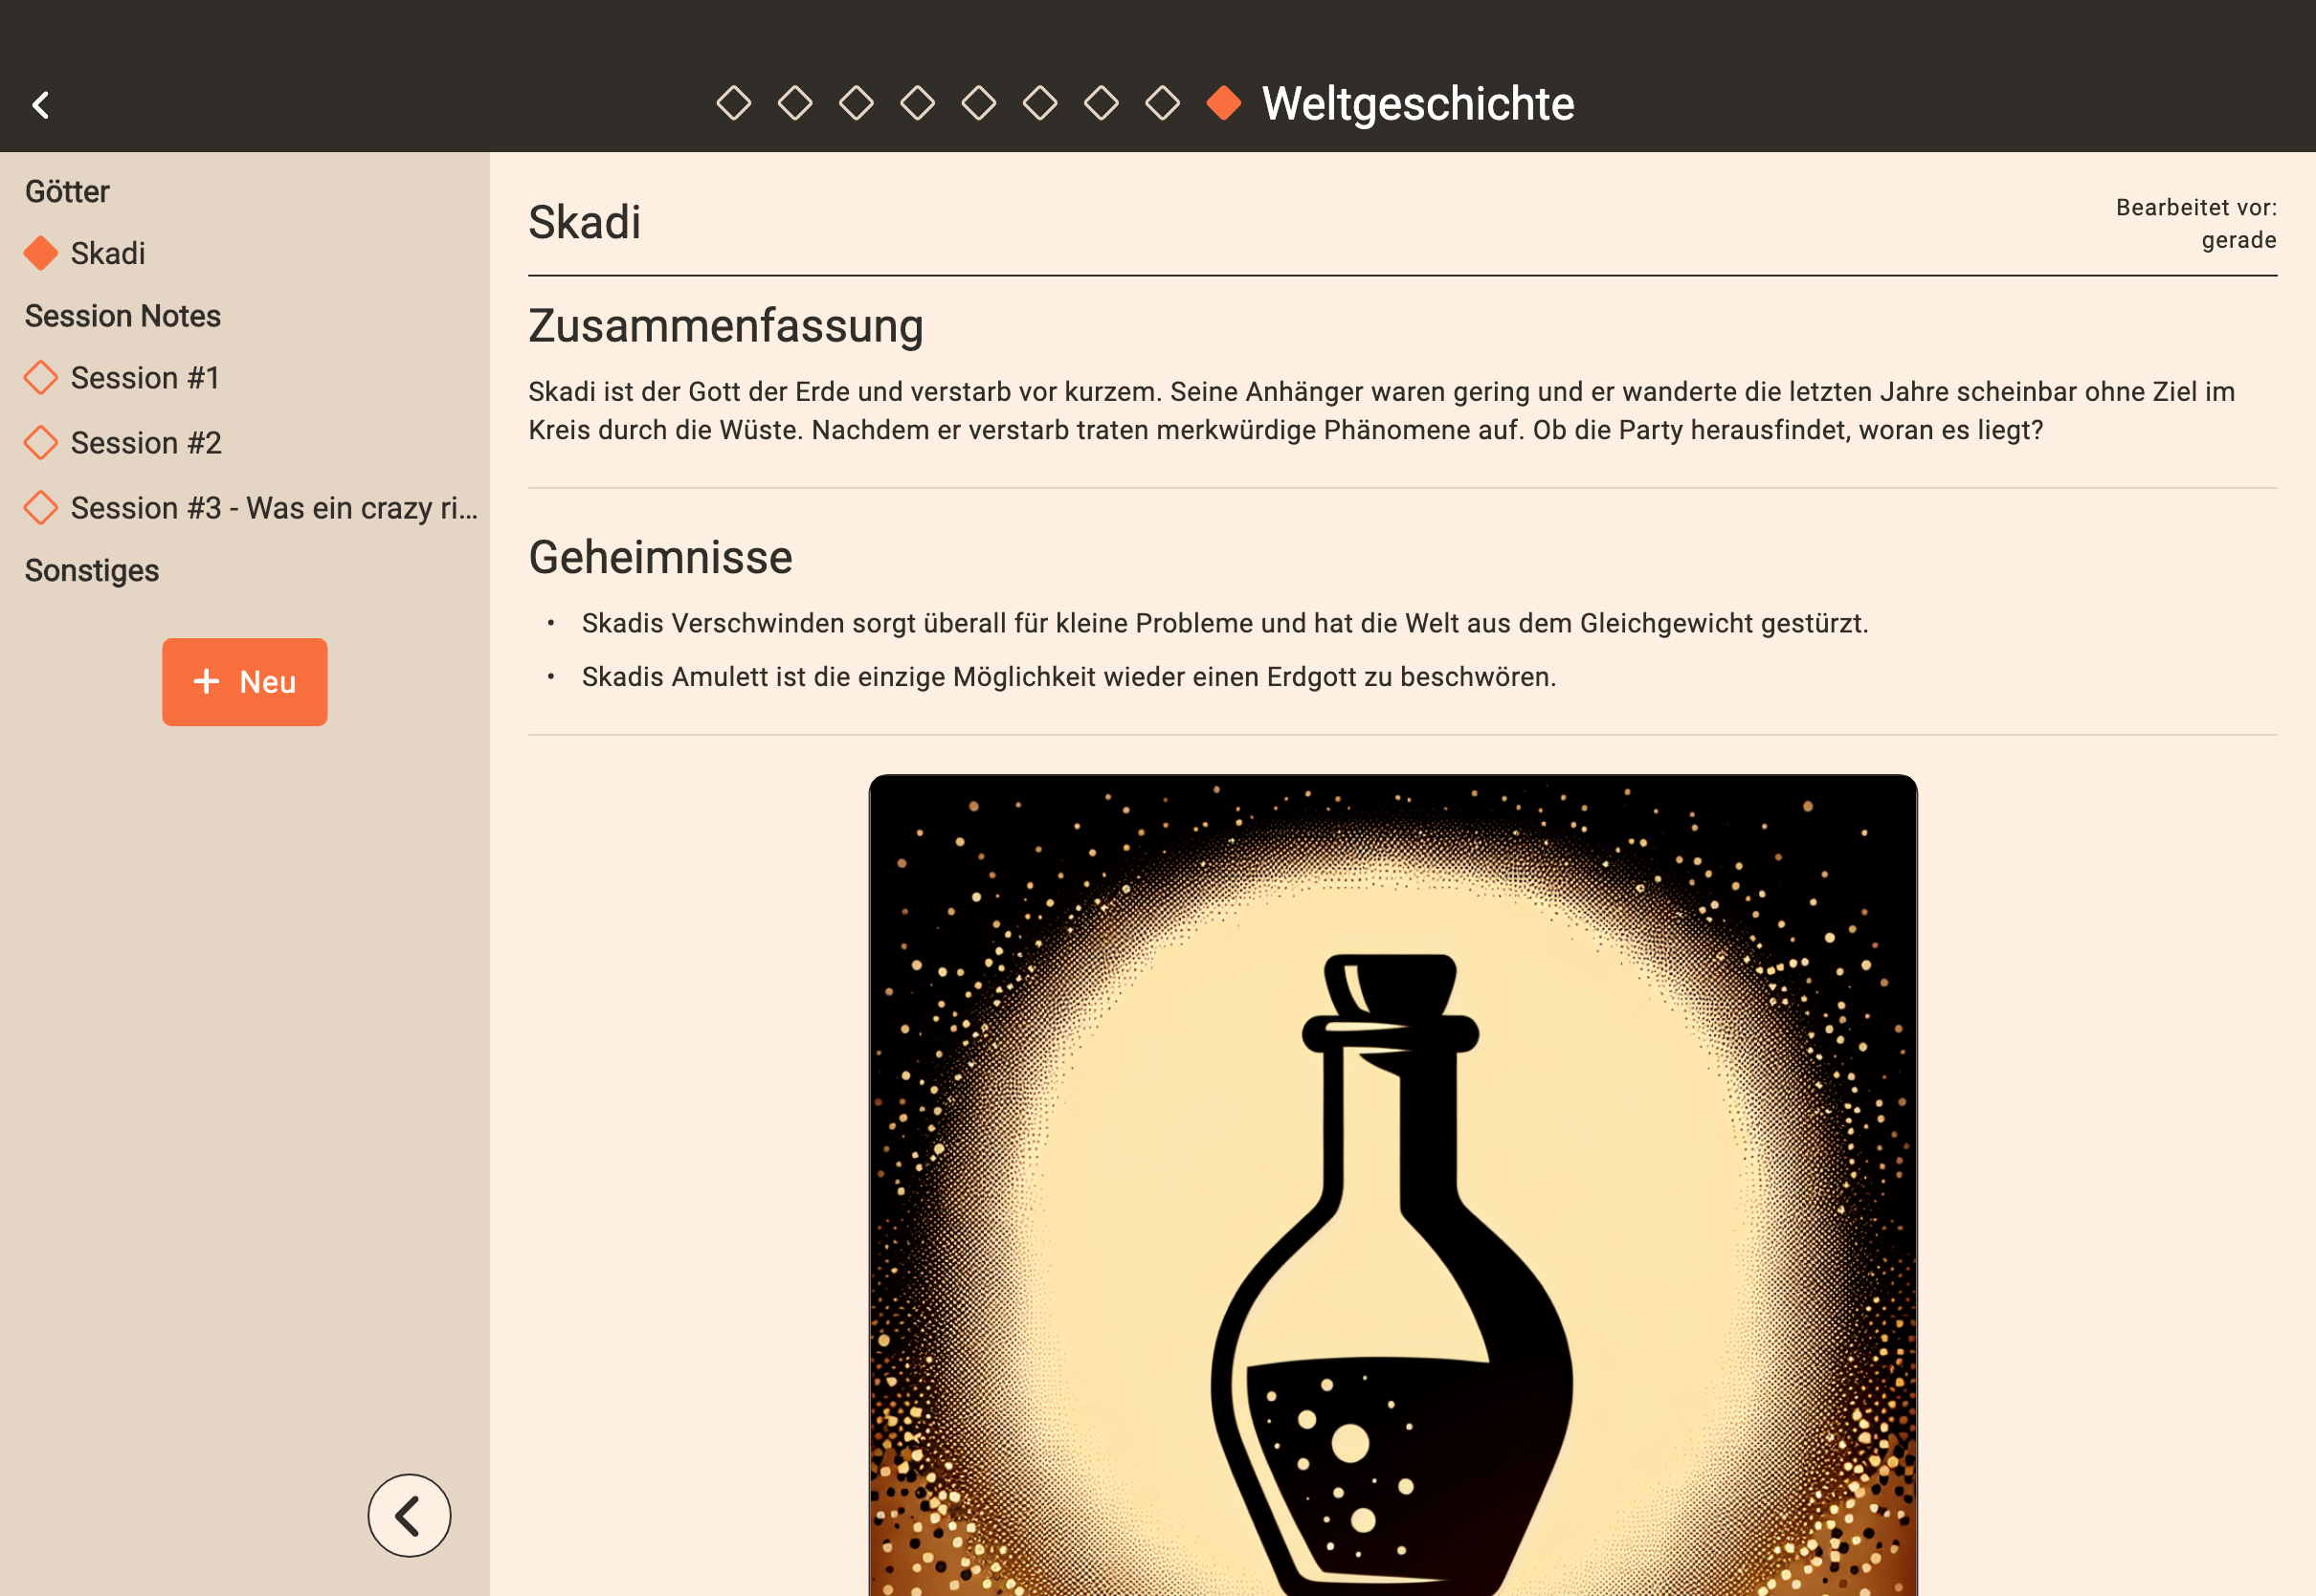 Weltgeschichte
Götter
Skadi
Session Notes
Session #1
Session #2
Session #3 - Was ein crazy ri...
Sonstiges
+ Neu
Skadi
Bearbeitet vor:
gerade
Zusammenfassung
Skadi ist der Gott der Erde und verstarb vor kurzem. Seine Anhänger waren gering und er wanderte die letzten Jahre scheinbar ohne Ziel im
Kreis durch die Wüste. Nachdem er verstarb traten merkwürdige Phänomene auf. Ob die Party herausfindet, woran es liegt?
Geheimnisse
• Skadis Verschwinden sorgt überall für kleine Probleme und hat die Welt aus dem Gleichgewicht gestürzt.
• Skadis Amulett ist die einzige Möglichkeit wieder einen Erdgott zu beschwören.